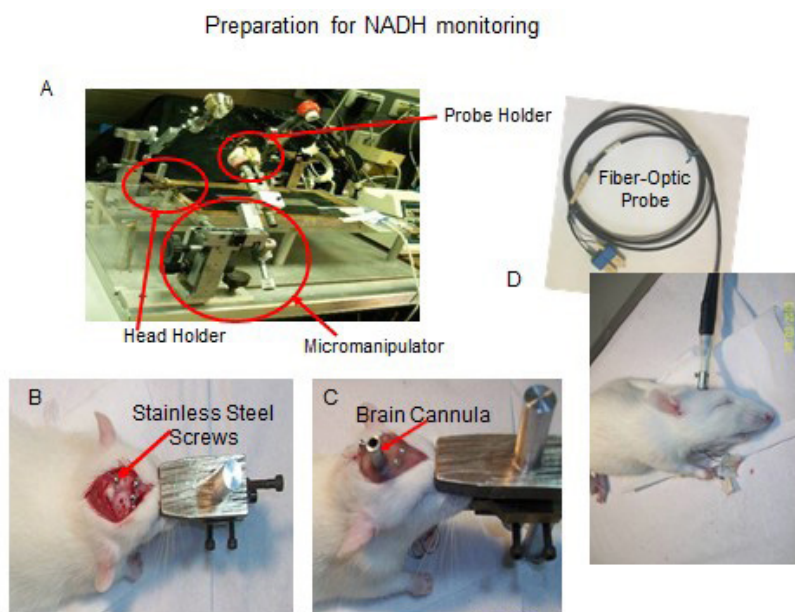 Preparation for NADH monitoring
A
Probe Holder
Head Holder
Micromanipulator
Fiber-Optic
Probe
D
B
Stainless Steel
Screws
C
Brain Cannula